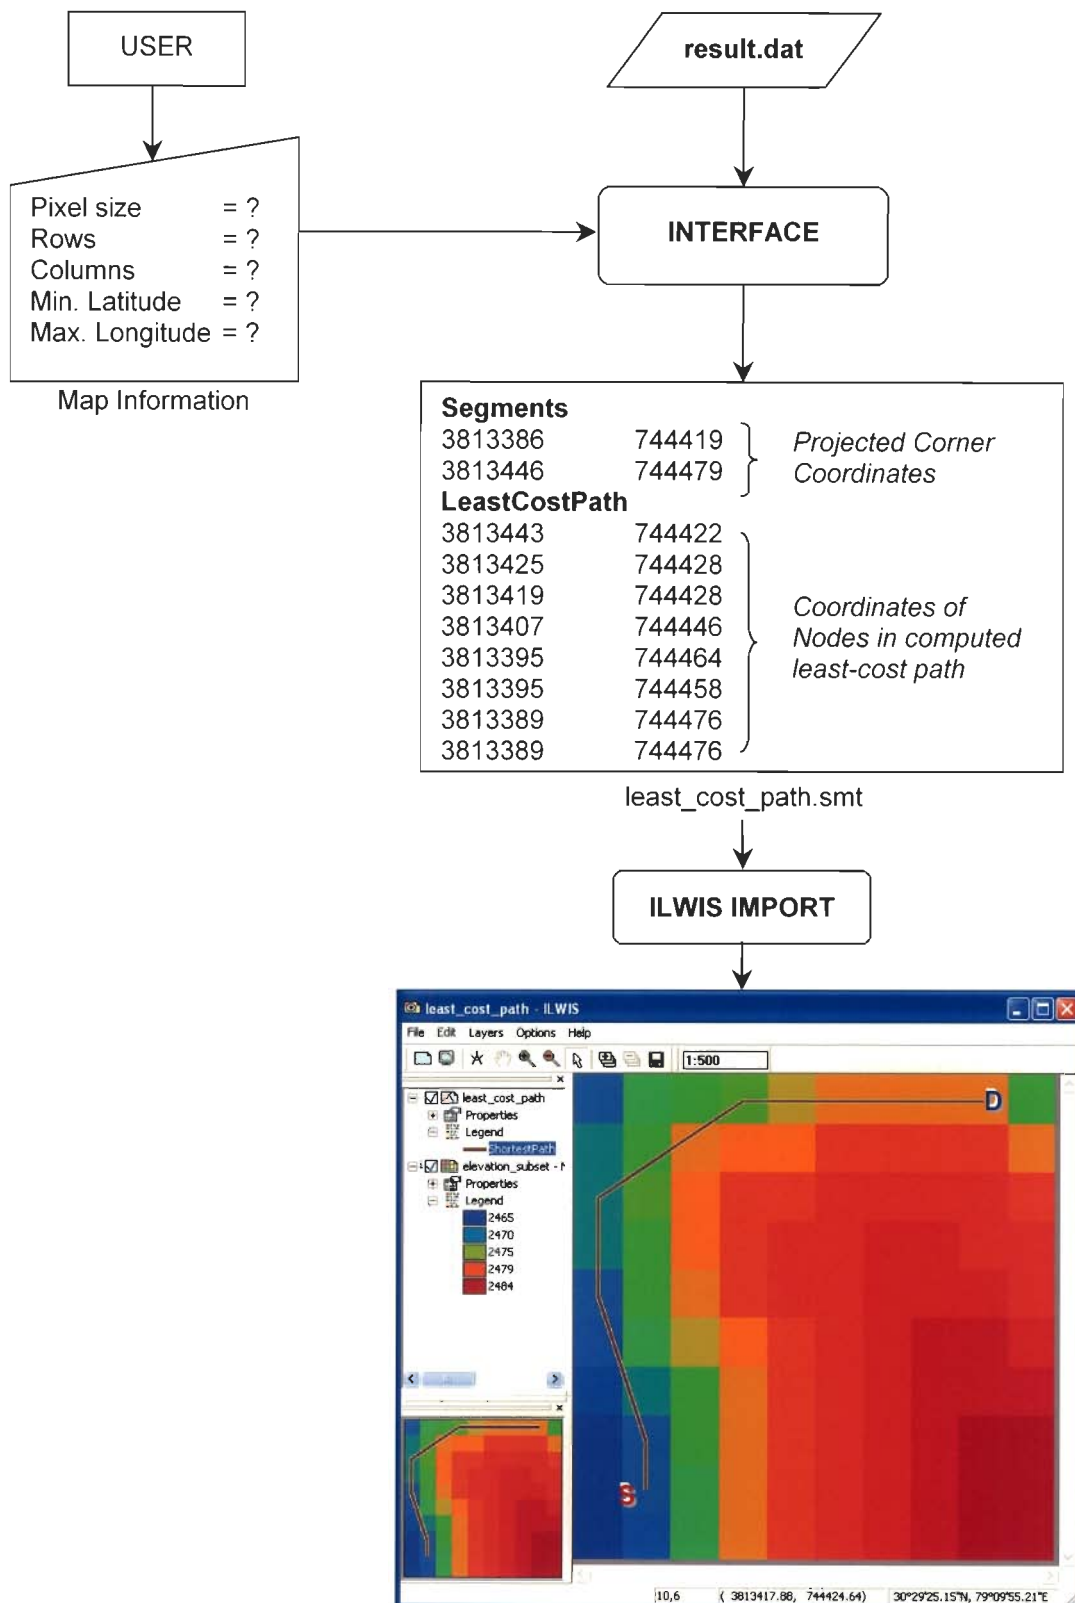 USER
result.dat
Pixel size = ?
Rows = ?
Columns = ?
Min. Latitude = ?
Max. Longitude = ?
Map Information
INTERFACE
Segments
3813386 744419
3813446 744479
Projected Corner
Coordinates
LeastCostPath
3813443 744422
3813425 744428
3813419 744428
3813407 744446
3813395 744464
3813395 744458
3813389 744476
3813389 744476
Coordinates of
Nodes in computed
least-cost path
least_cost_path.smt
ILWIS IMPORT
least_cost_path - ILWIS
File Edit Layers Options Help
1:500
least_cost_path
Properties
Legend
ShortestPath
elevation_subset -
Properties
Legend
2465
2470
2475
2479
2484
D
S
10,6 ( 3813417.88, 744424.64) 30°29'25.15"N, 79°09'55.21"E